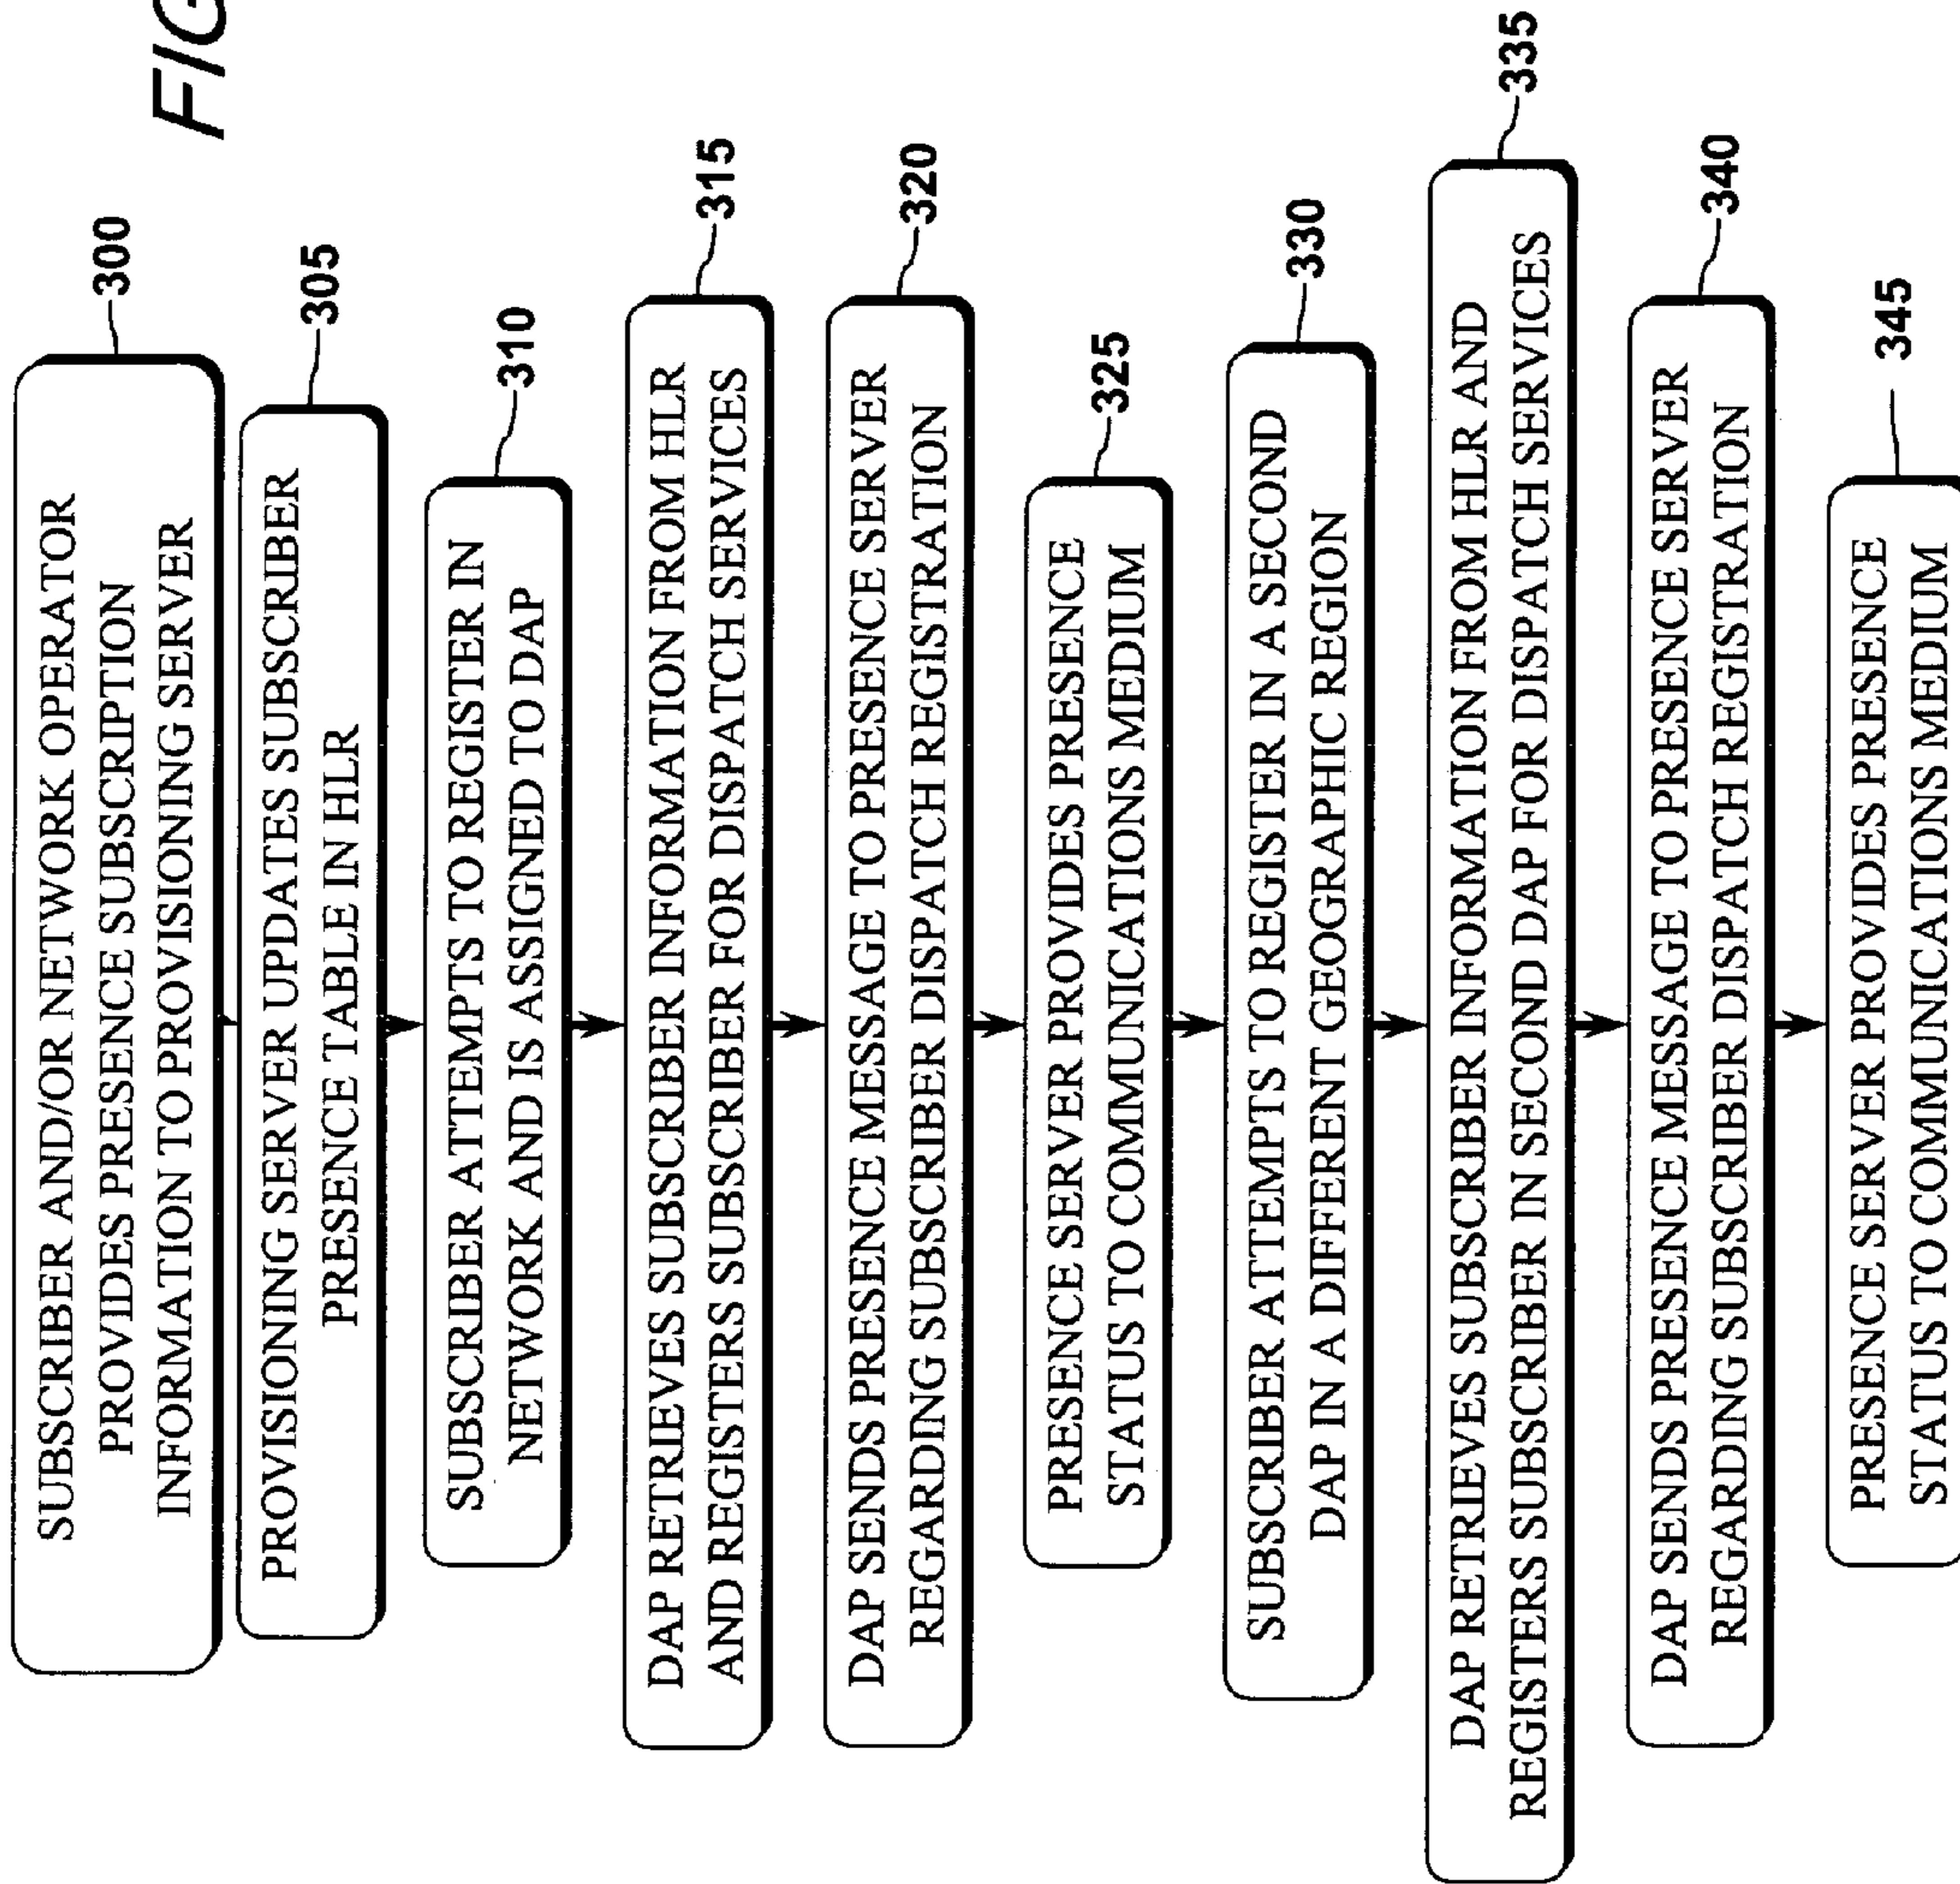 FIG
SUBSCRIBER AND/OR NETWORK OPERATOR
PROVIDES PRESENCE SUBSCRIPTION
INFORMATION TO PROVISIONING SERVER
300
PROVISIONING SERVER UPDATES SUBSCRIBER
PRESENCE TABLE IN HLR
305
SUBSCRIBER ATTEMPTS TO REGISTER IN
NETWORK AND IS ASSIGNED TO DAP
310
DAP RETRIEVES SUBSCRIBER INFORMATION FROM HLR
AND REGISTERS SUBSCRIBER FOR DISPATCH SERVICES
315
DAP SENDS PRESENCE MESSAGE TO PRESENCE SERVER
REGARDING SUBSCRIBER DISPATCH REGISTRATION
320
PRESENCE SERVER PROVIDES PRESENCE
STATUS TO COMMUNICATIONS MEDIUM
325
SUBSCRIBER ATTEMPTS TO REGISTER IN A SECOND
DAP IN A DIFFERENT GEOGRAPHIC REGION
330
DAP RETRIEVES SUBSCRIBER INFORMATION FROM HLR AND
REGISTERS SUBSCRIBER IN SECOND DAP FOR DISPATCH SERVICES
335
DAP SENDS PRESENCE MESSAGE TO PRESENCE SERVER
REGARDING SUBSCRIBER DISPATCH REGISTRATION
340
PRESENCE SERVER PROVIDES PRESENCE
STATUS TO COMMUNICATIONS MEDIUM
345